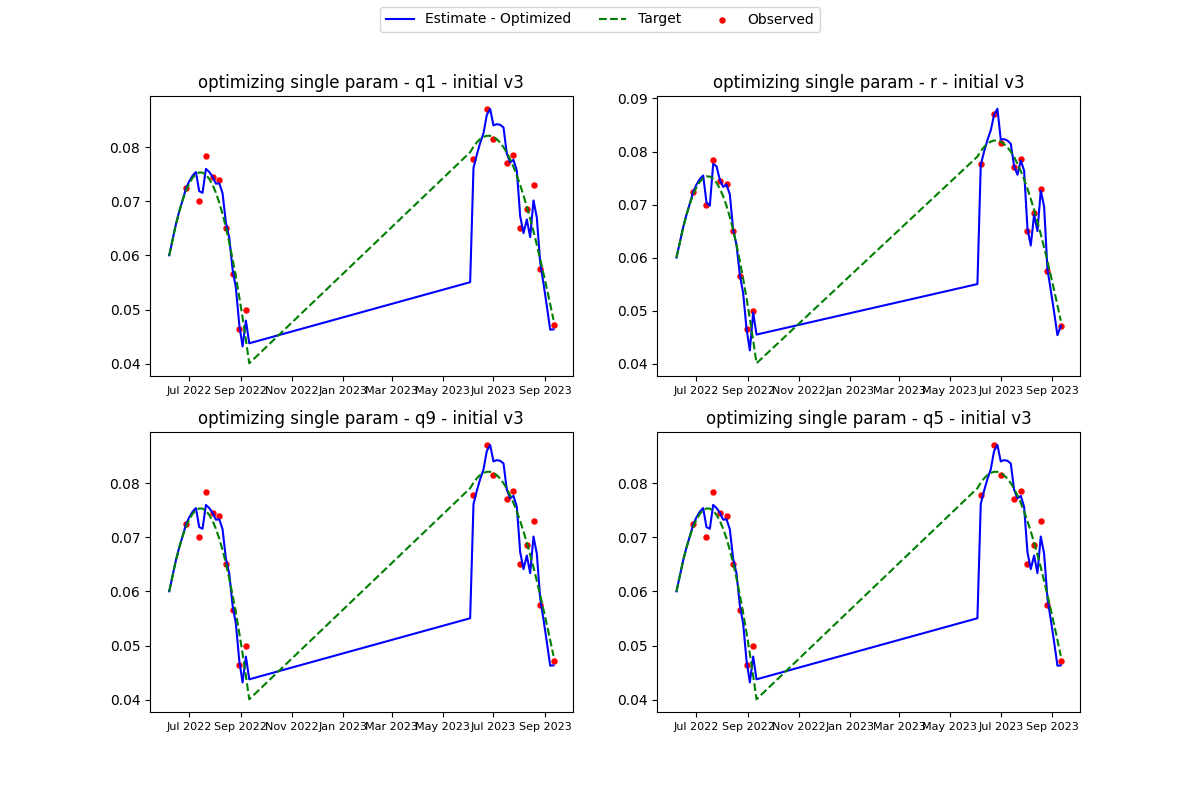 Estimate - Optimized Target Observed
optimizing single param - q1 - initial v3
0.08
0.07
0.06
0.05
0.04
Jul 2022 Sep 2022 Nov 2022 Jan 2023 Mar 2023 May 2023 Jul 2023 Sep 2023
optimizing single param - r - initial v3
0.09
0.08
0.07
0.06
0.05
0.04
Jul 2022 Sep 2022 Nov 2022 Jan 2023 Mar 2023 May 2023 Jul 2023 Sep 2023
optimizing single param - q9 - initial v3
0.08
0.07
0.06
0.05
0.04
Jul 2022 Sep 2022 Nov 2022 Jan 2023 Mar 2023 May 2023 Jul 2023 Sep 2023
optimizing single param - q5 - initial v3
0.08
0.07
0.06
0.05
0.04
Jul 2022 Sep 2022 Nov 2022 Jan 2023 Mar 2023 May 2023 Jul 2023 Sep 2023